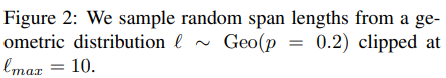 Figure 2: We sample random span lengths from a ge-
ometric distribution ℓ ∼ Geo(p = 0.2) clipped at
ℓmax = 10.